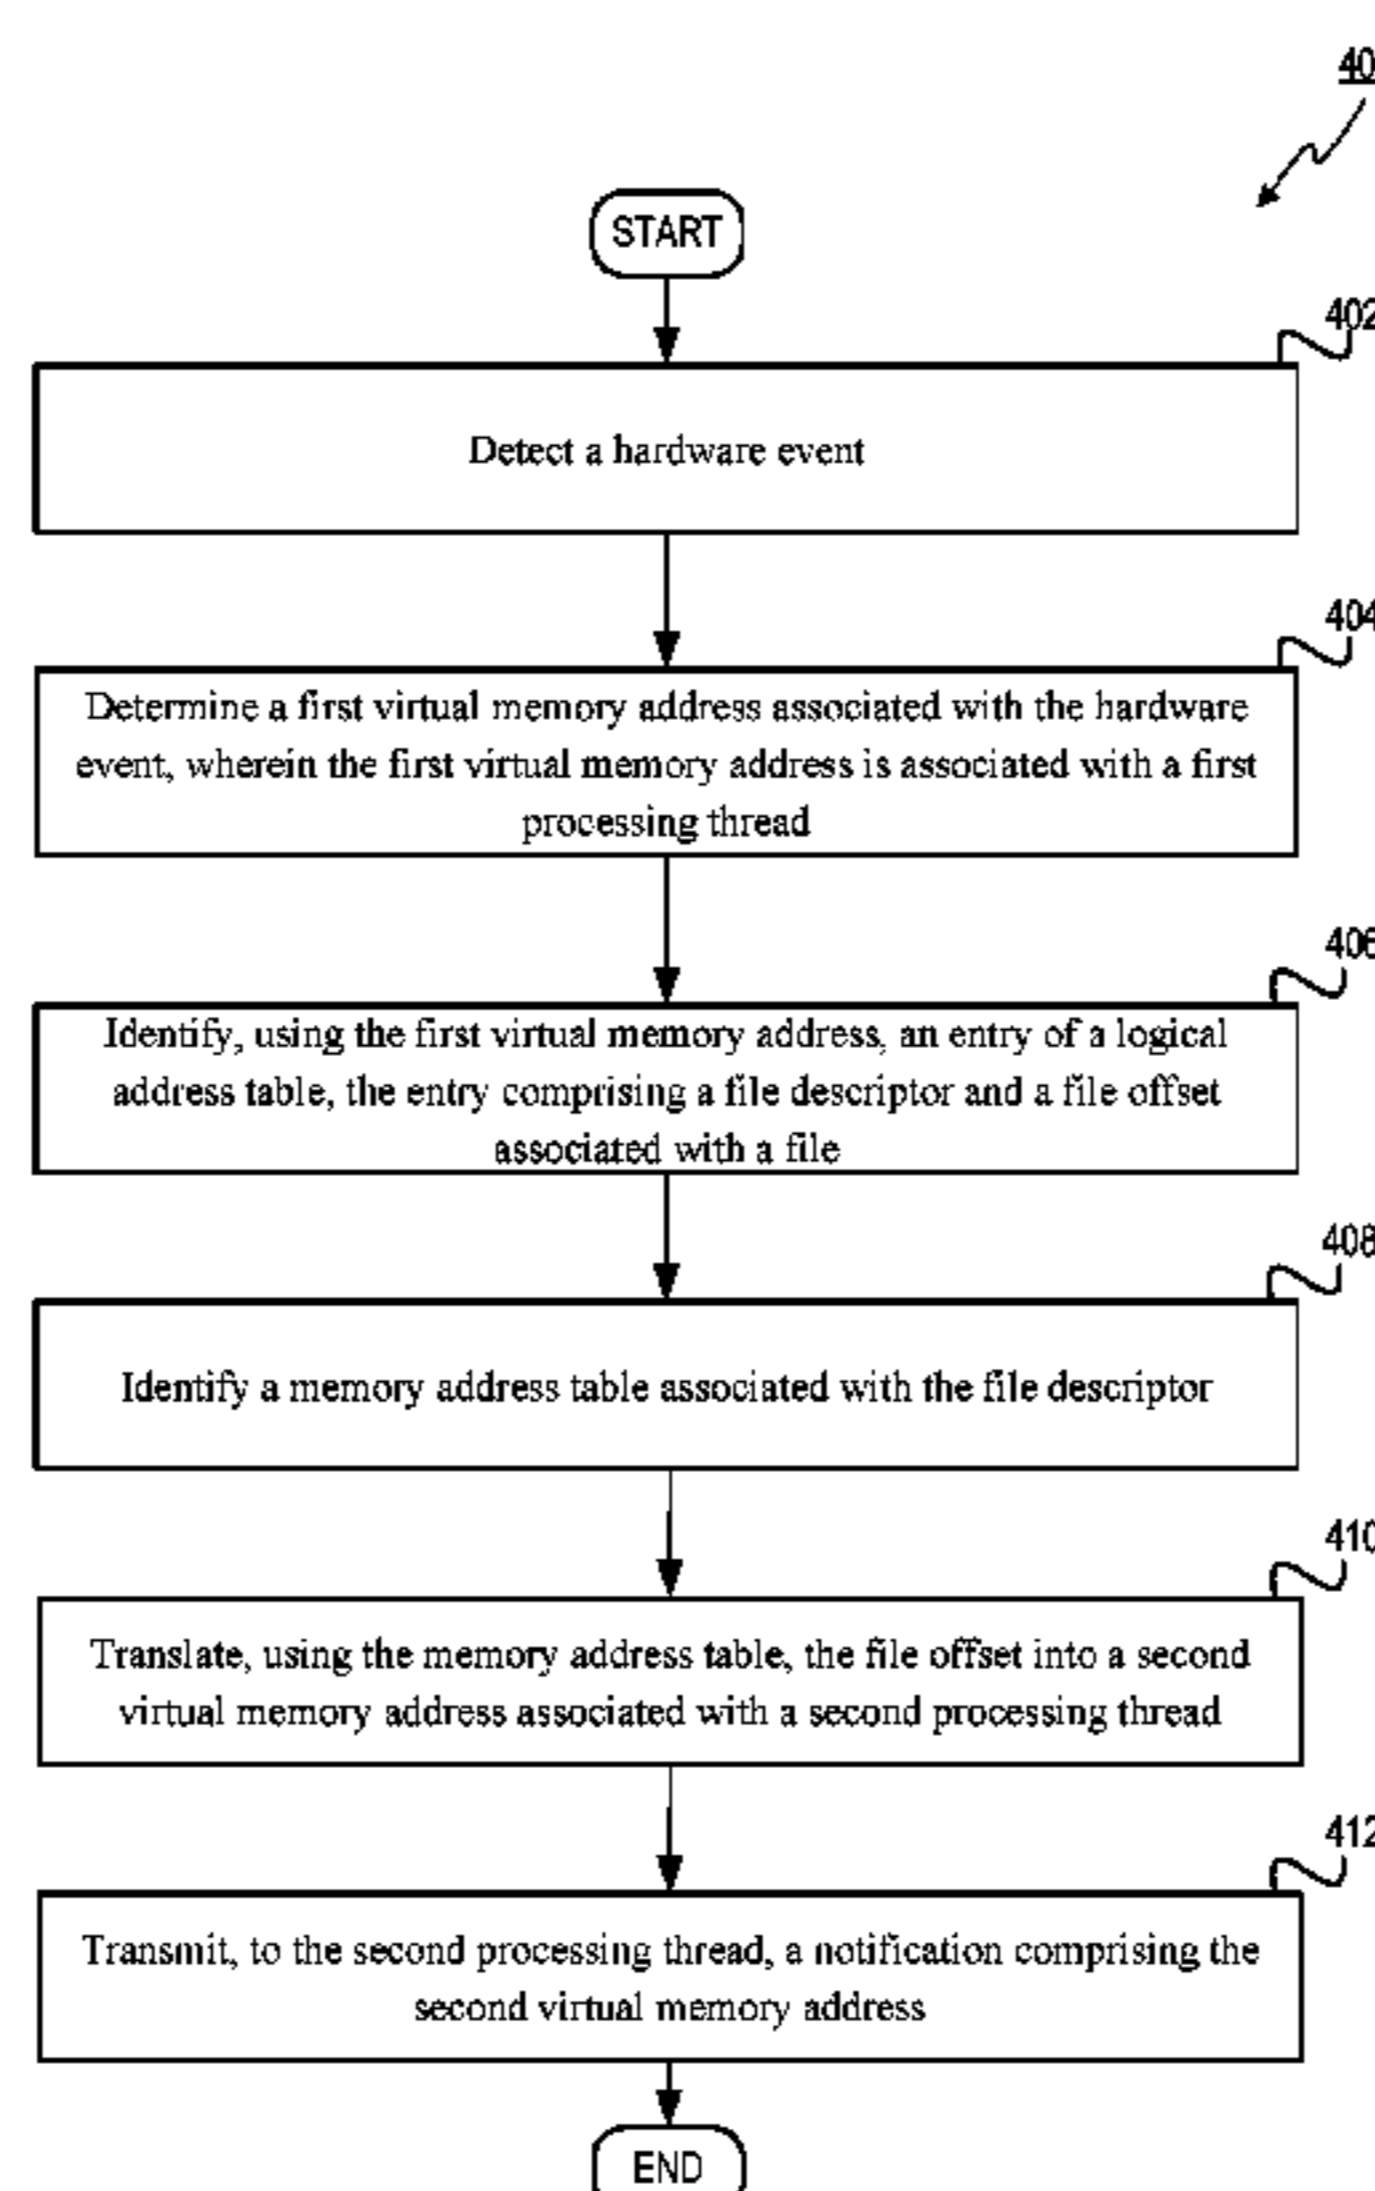 40
START
402
Detect a hardware event
404
Determine a first virtual memory address associated with the hardware
event, wherein the first virtual memory address is associated with a first
processing thread
406
Identify, using the first virtual memory address, an entry of a logical
address table, the entry comprising a file descriptor and a file offset
associated with a file
408
Identify a memory address table associated with the file descriptor
410
Translate, using the memory address table, the file offset into a second
virtual memory address associated with a second processing thread
412
Transmit, to the second processing thread, a notification comprising the
second virtual memory address
END